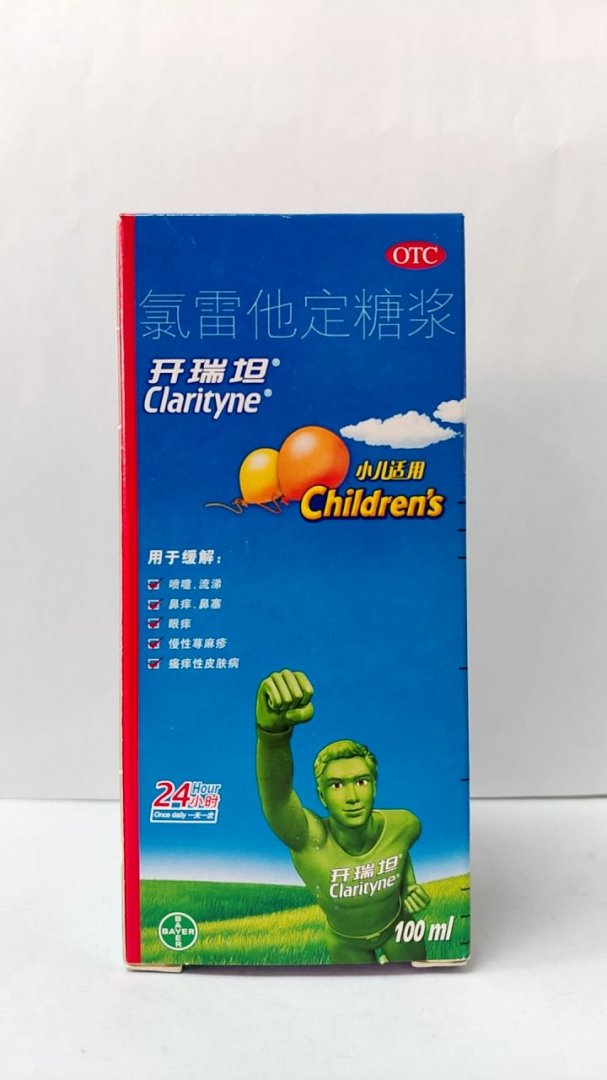 OTC
氯雷他定糖浆
开瑞坦®
Clarityne®
小儿适用
Children's
用于缓解：
喷嚏、流涕
鼻痒、鼻塞
眼痒
慢性荨麻疹
瘙痒性皮肤病
24 Hour
小时
Once daily 一天一次
开瑞坦®
Clarityne®
BAYER
BAYER
100 ml